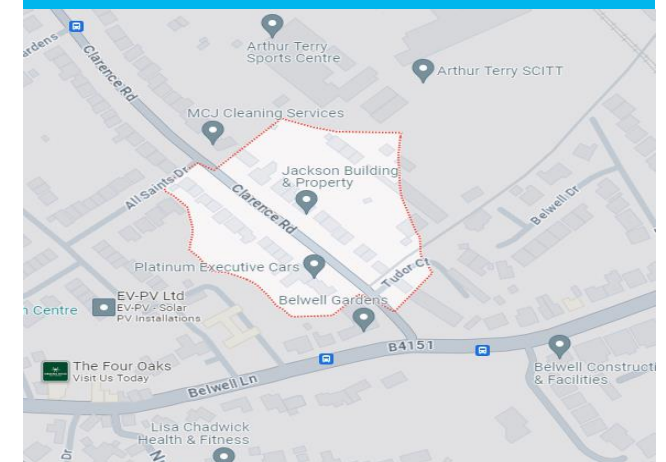 Arthur Terry
Sports Centre
ardens
Clarence Rd
Arthur Terry SCITT
MCJ Cleaning Services
Jackson Building
& Property
All Saints Dr
Clarence Rd
Belwell Dr
Platinum Executive Cars
Tudor Ct
EV-PV Ltd
EV-PV - Solar
PV Installations
Centre
Belwell Gardens
B4151
The Four Oaks
Visit Us Today
Belwell Constructi
& Facilities
Belwell Ln
Lisa Chadwick
Health & Fitness
Dr